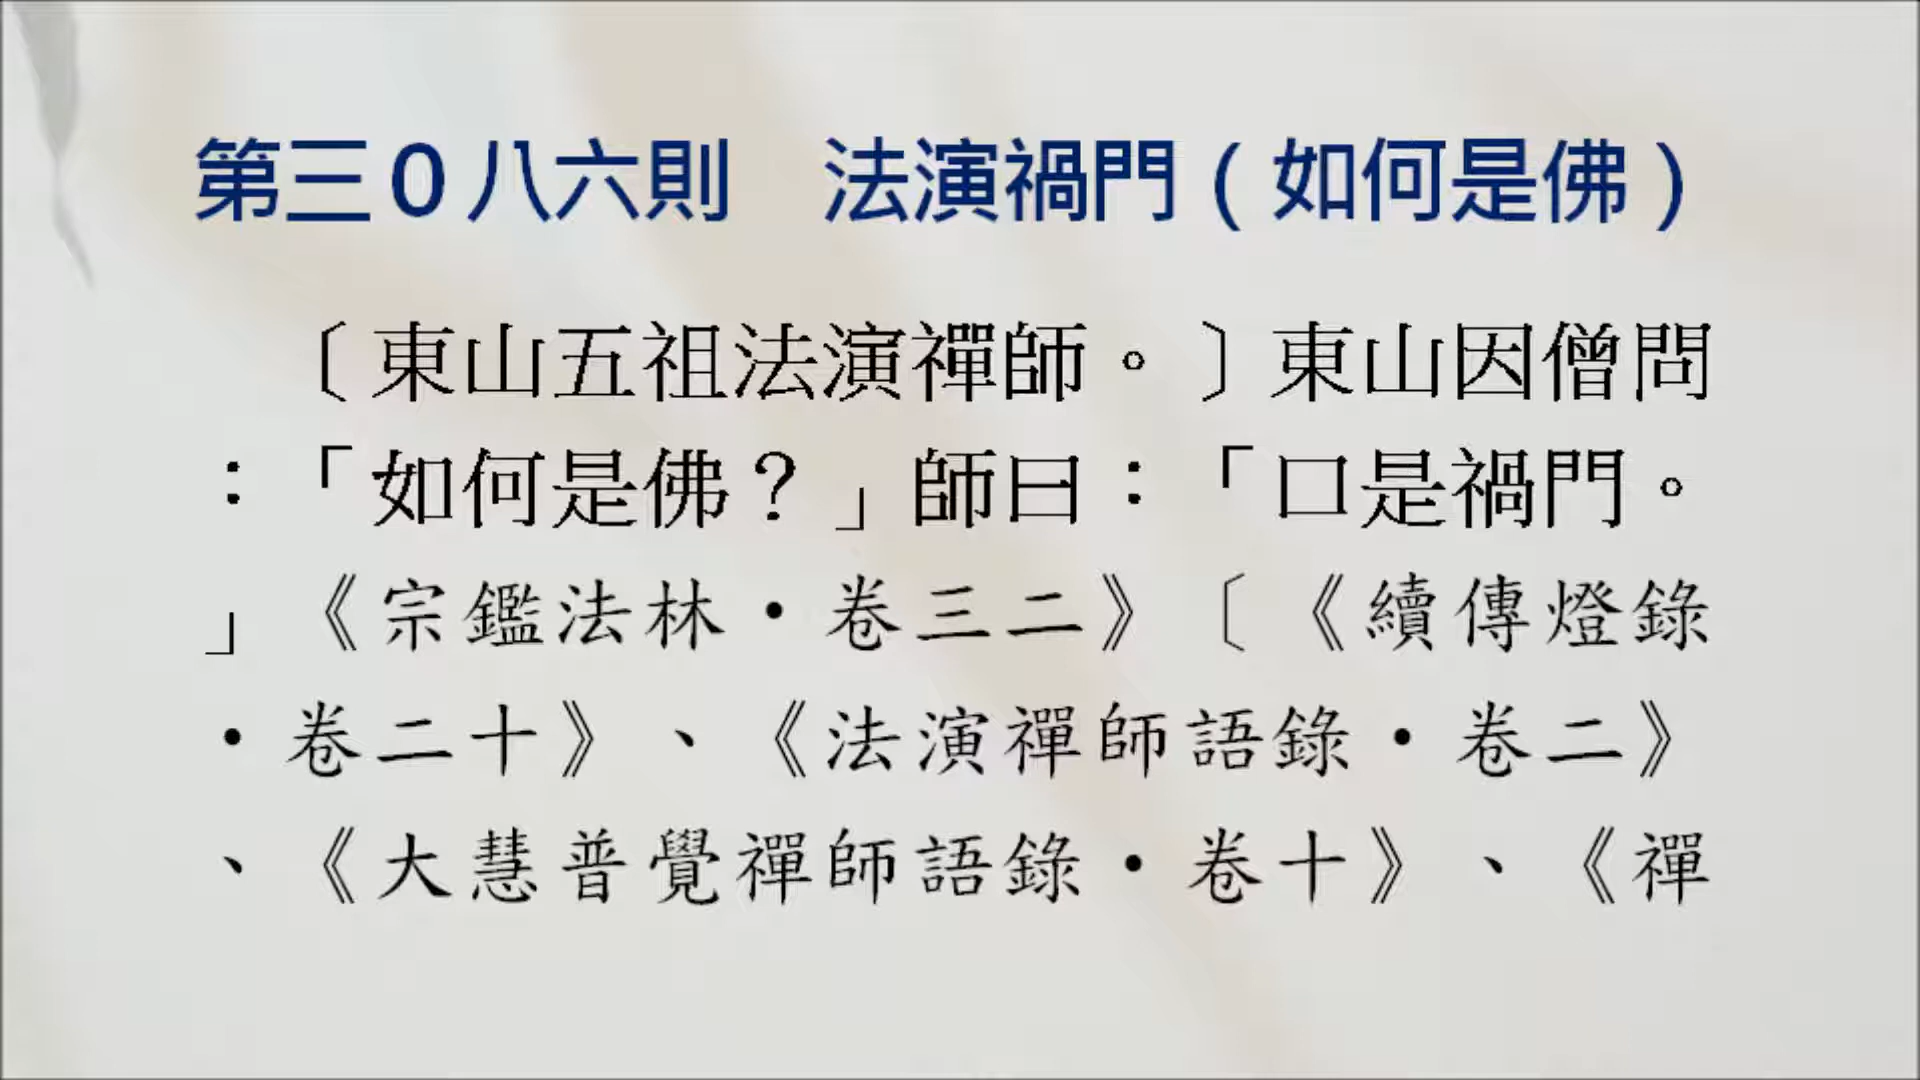 第三０八六則　法演禍門（如何是佛）
〔東山五祖法演禪師。〕東山因僧問
：「如何是佛？」師曰：「口是禍門。
」《宗鑑法林・卷三二》〔《續傳燈錄
・卷二十》、《法演禪師語錄・卷二》
、《大慧普覺禪師語錄・卷十》、《禪